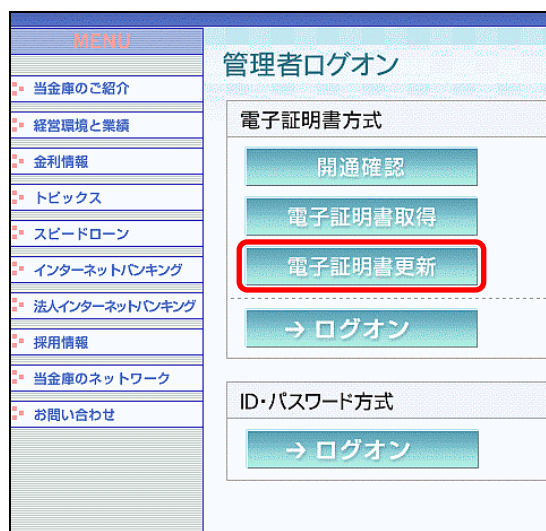 MENU
当金庫のご紹介
経営環境と業績
金利情報
トピックス
スピードローン
インターネットバンキング
法人インターネットバンキング
採用情報
当金庫のネットワーク
お問い合わせ
管理者ログオン
電子証明書方式
開通確認
電子証明書取得
電子証明書更新
→ ログオン
ID・パスワード方式
→ ログオン